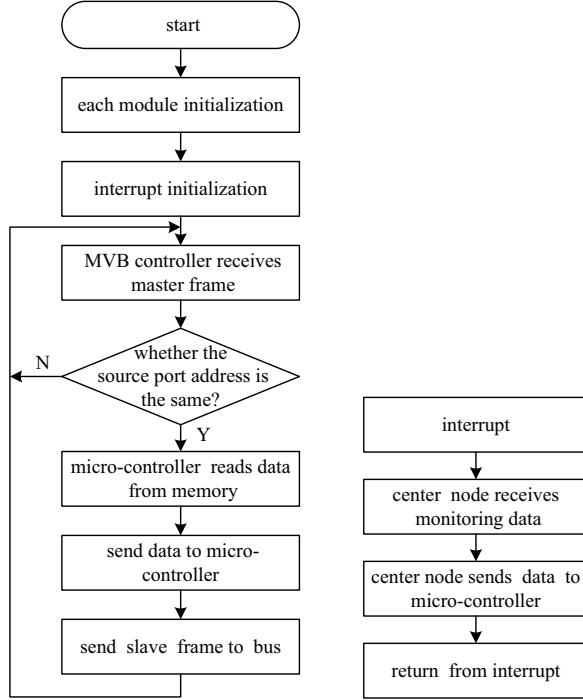 start
each module initialization
interrupt initialization
MVB controller receives
master frame
whether the
source port address is
the same?
N
Y
micro-controller reads data
from memory
send data to micro-
controller
send slave frame to bus
interrupt
center node receives
monitoring data
center node sends data to
micro-controller
return from interrupt